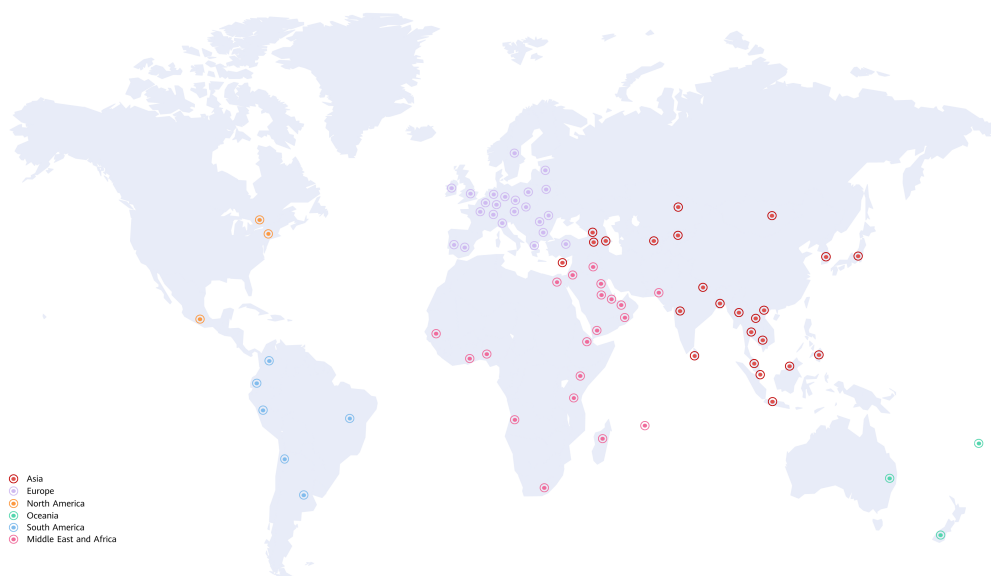 Asia
Europe
North America
Oceania
South America
Middle East and Africa